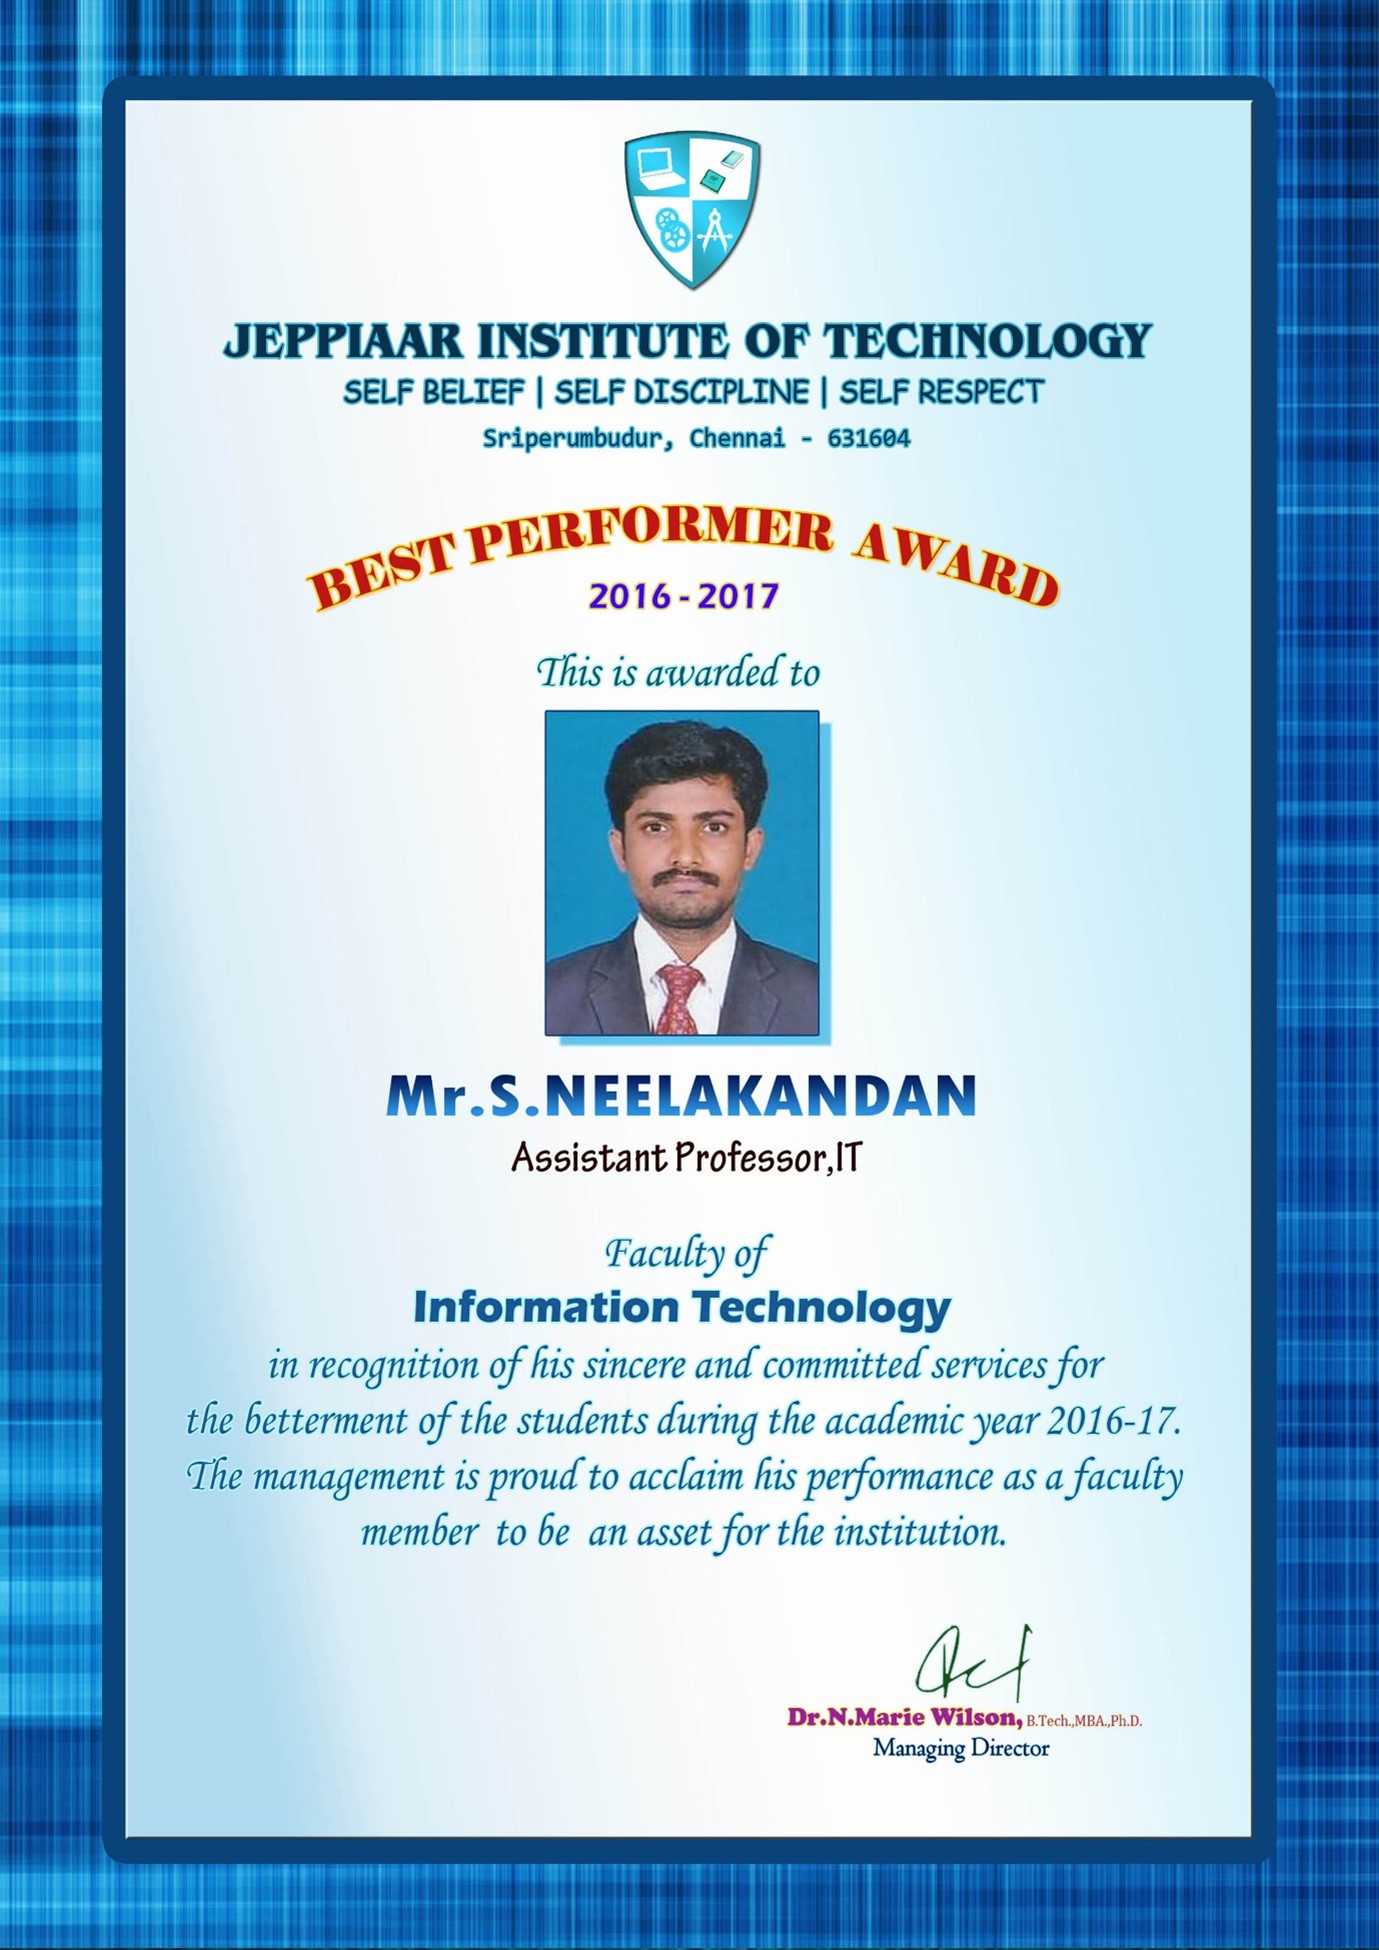 JEPPIAAR INSTITUTE OF TECHNOLOGY
SELF BELIEF | SELF DISCIPLINE | SELF RESPECT
Sriperumbudur, Chennai - 631604
BEST PERFORMER AWARD
2016 - 2017
This is awarded to
Mr.S.NEELAKANDAN
Assistant Professor,IT
Faculty of
Information Technology
in recognition of his sincere and committed services for
the betterment of the students during the academic year 2016-17.
The management is proud to acclaim his performance as a faculty
member to be an asset for the institution.
Dr.N.Marie Wilson, B.Tech.,MBA.,Ph.D.
Managing Director